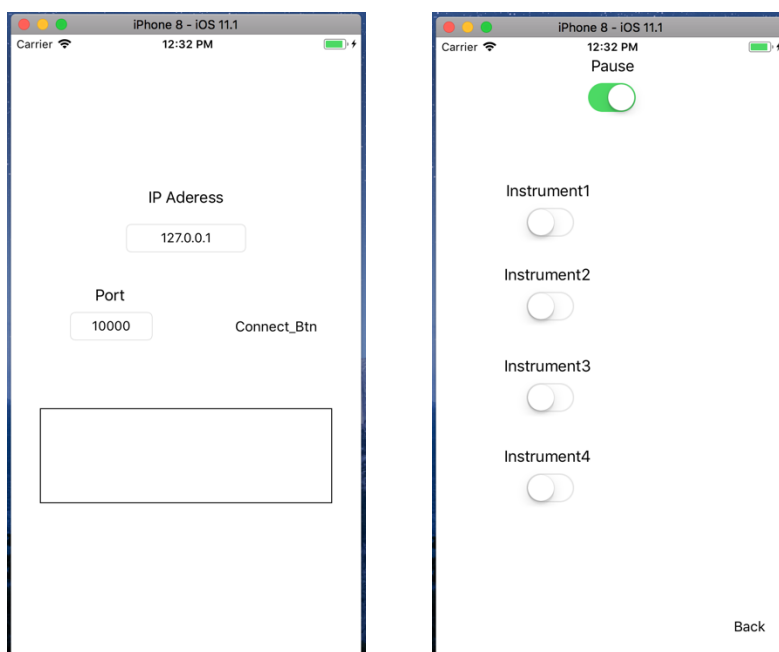 iPhone 8 - iOS 11.1
Carrier 12:32 PM
IP Aderess
127.0.0.1
Port
10000 Connect_Btn
iPhone 8 - iOS 11.1
Carrier 12:32 PM
Pause
Instrument1
Instrument2
Instrument3
Instrument4
Back